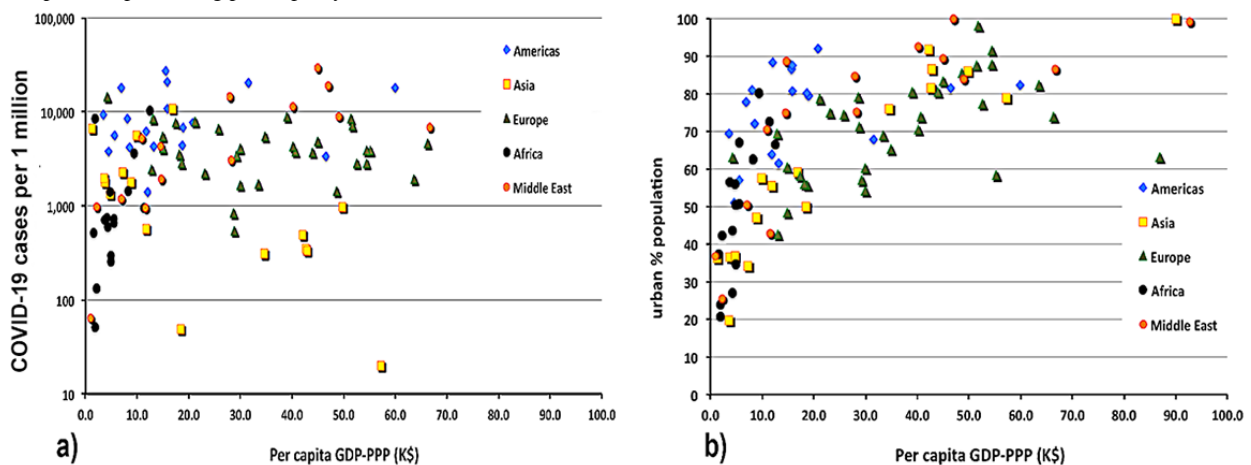 100,000
10,000
1,000
100
10
COVID-19 cases per 1 million
Americas
Asia
Europe
Africa
Middle East
0.0 10.0 20.0 30.0 40.0 50.0 60.0 70.0 80.0 90.0 100.0
a) Per capita GDP-PPP (K$)
100
90
80
70
60
50
40
30
20
10
0
urban % population
Americas
Asia
Europe
Africa
Middle East
0.0 10.0 20.0 30.0 40.0 50.0 60.0 70.0 80.0 90.0 100.0
b) Per capita GDP-PPP (K$)